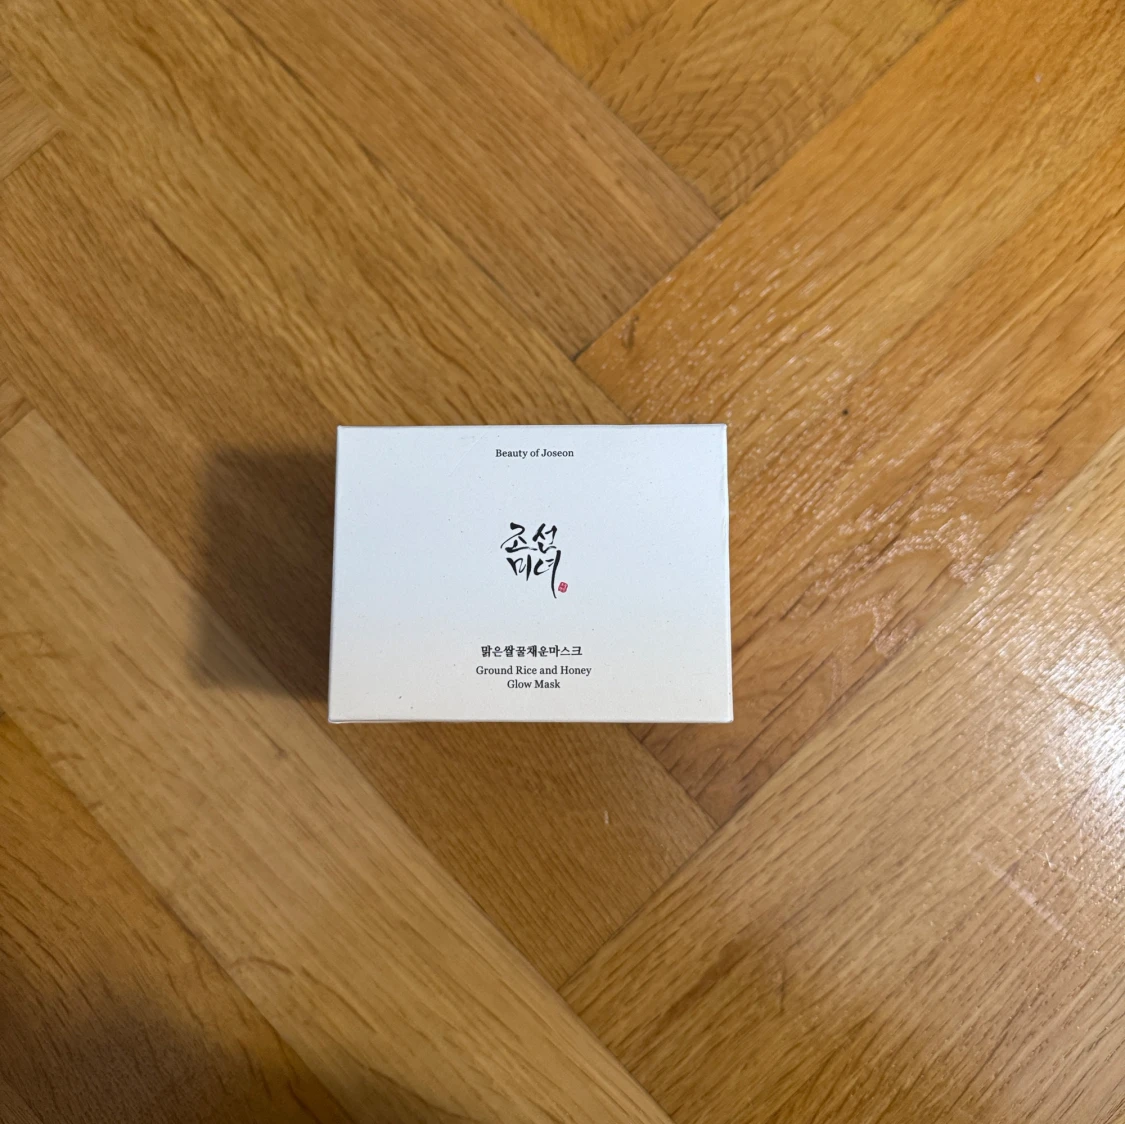 Beauty of Joseon
조선
미녀
맑은쌀꿀채운마스크
Ground Rice and Honey
Glow Mask